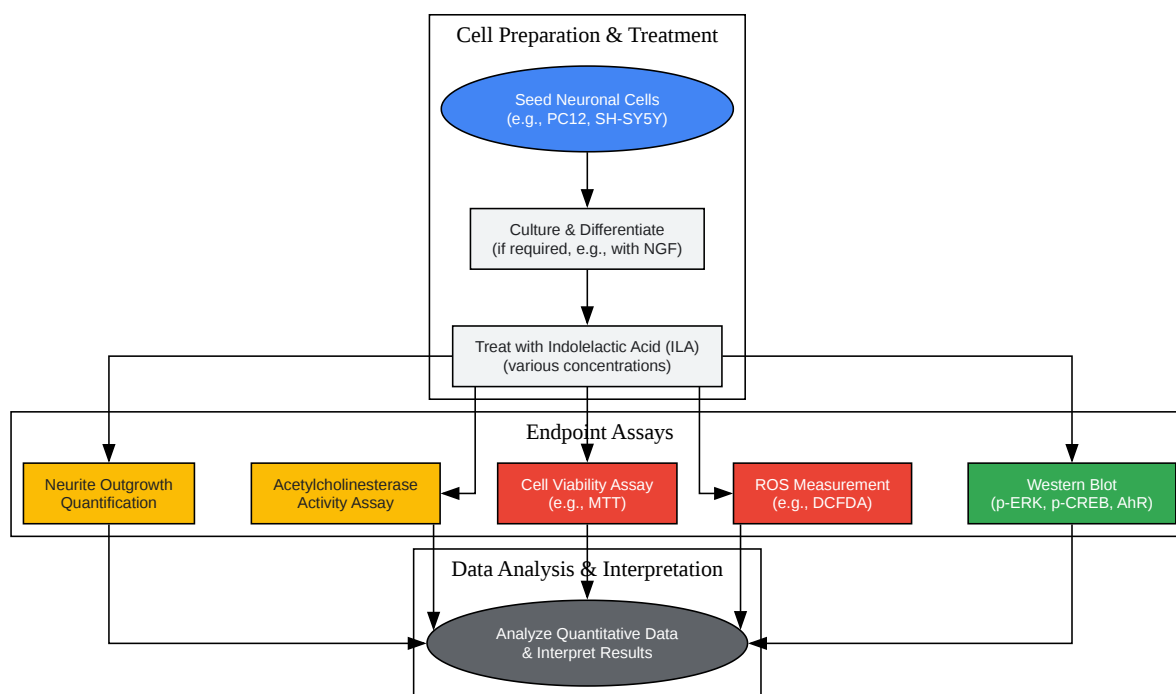 Cell Preparation & Treatment
Seed Neuronal Cells
(e.g., PC12, SH-SY5Y)
Culture & Differentiate
(if required, e.g., with NGF)
Treat with Indolelactic Acid (ILA)
(various concentrations)
Endpoint Assays
Neurite Outgrowth
Quantification
Acetylcholinesterase
Activity Assay
Cell Viability Assay
(e.g., MTT)
ROS Measurement
(e.g., DCFDA)
Western Blot
(p-ERK, p-CREB, AhR)
Data Analysis & Interpretation
Analyze Quantitative Data
& Interpret Results